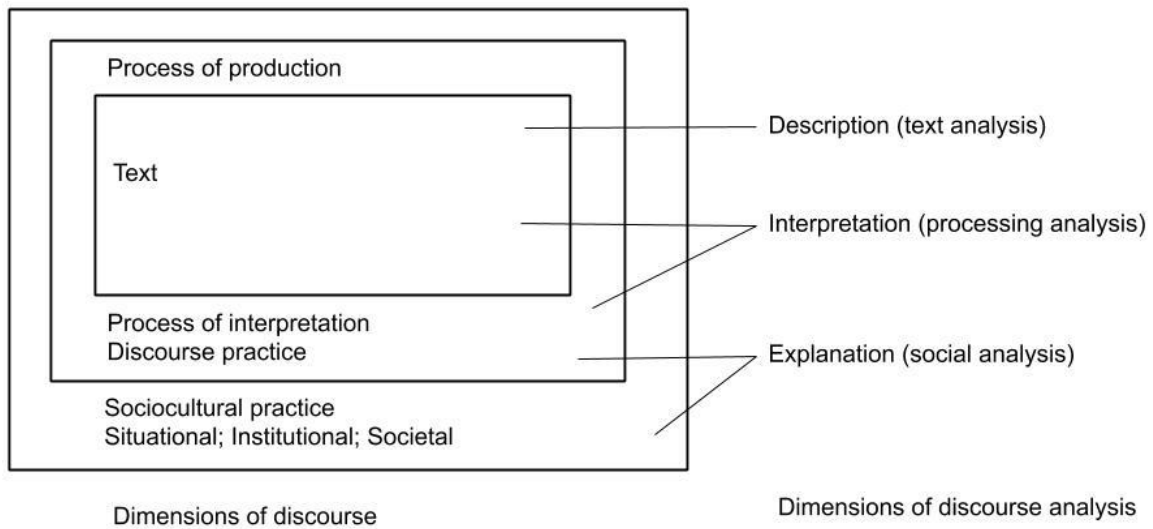 Process of production
Text
Description (text analysis)
Interpretation (processing analysis)
Process of interpretation
Discourse practice
Explanation (social analysis)
Sociocultural practice
Situational; Institutional; Societal
Dimensions of discourse
Dimensions of discourse analysis